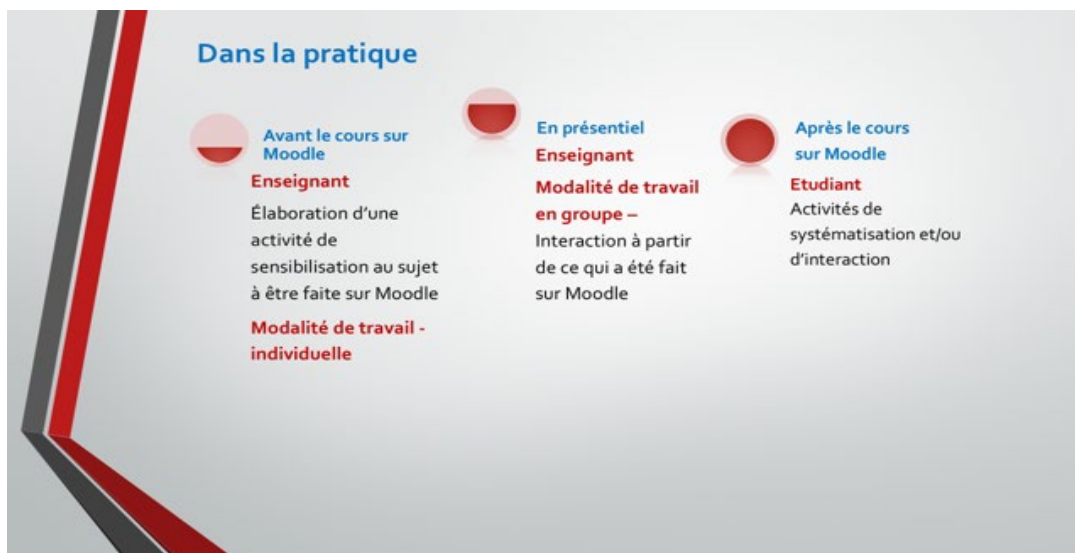 Dans la pratique
Avant le cours sur
Moodle
Enseignant
Élaboration d'une
activité de
sensibilisation au sujet
à être faite sur Moodle
Modalité de travail -
individuelle
En présentiel
Enseignant
Modalité de travail
en groupe –
Interaction à partir
de ce qui a été fait
sur Moodle
Après le cours
sur Moodle
Etudiant
Activités de
systématisation et/ou
d'interaction